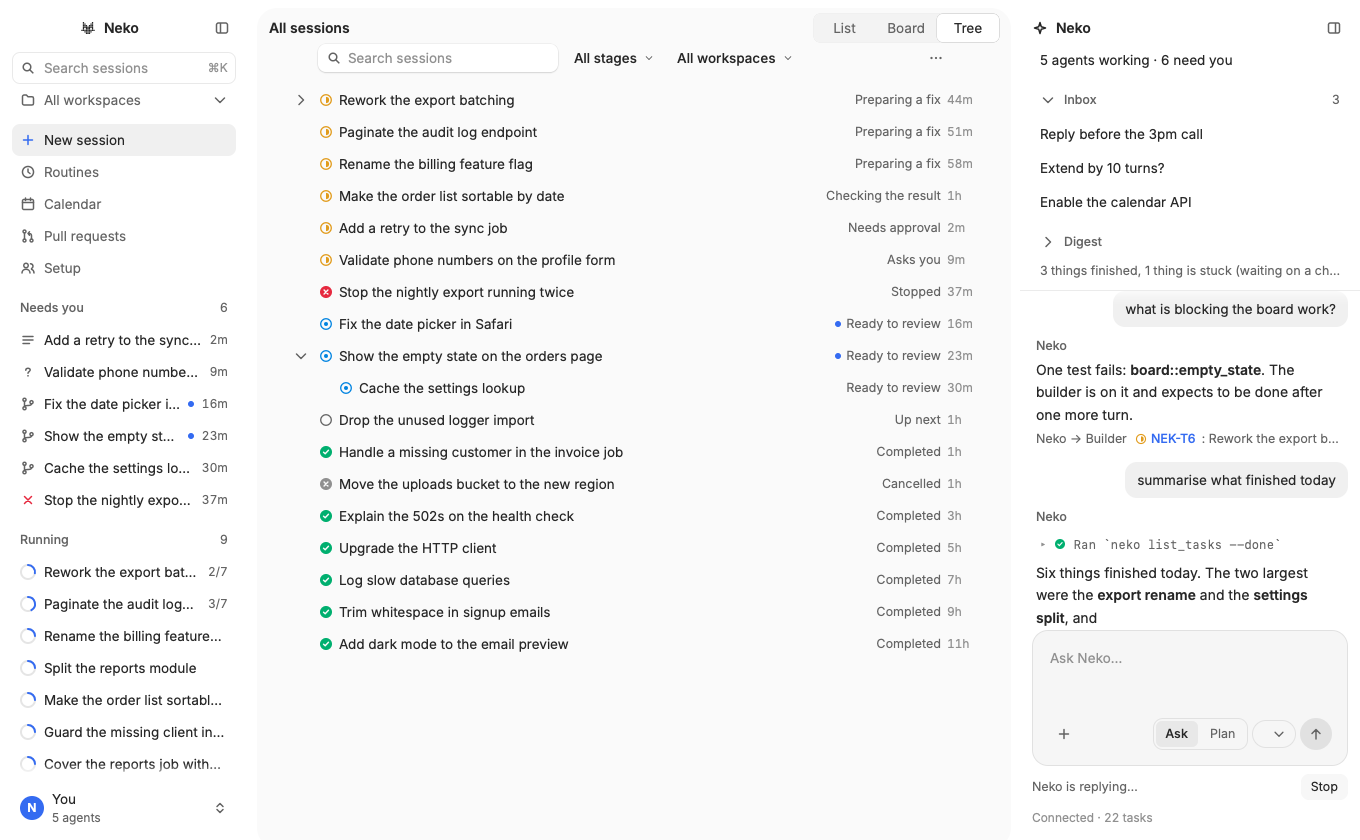 Neko
Search sessions ⌘K
All workspaces
New session
Routines
Calendar
Pull requests
Setup
Needs you 6
Add a retry to the sync... 2m
? Validate phone numbe... 9m
Fix the date picker i... 16m
Show the empty st... 23m
Cache the settings lo... 30m
Stop the nightly expo... 37m
Running 9
Rework the export bat... 2/7
Paginate the audit log... 3/7
Rename the billing feature...
Split the reports module
Make the order list sortabl...
Guard the missing client in...
Cover the reports job with...
N
You
5 agents
All sessions
List Board Tree
Search sessions All stages All workspaces ...
Rework the export batching Preparing a fix 44m
Paginate the audit log endpoint Preparing a fix 51m
Rename the billing feature flag Preparing a fix 58m
Make the order list sortable by date Checking the result 1h
Add a retry to the sync job Needs approval 2m
Validate phone numbers on the profile form Asks you 9m
Stop the nightly export running twice Stopped 37m
Fix the date picker in Safari Ready to review 16m
Show the empty state on the orders page Ready to review 23m
Cache the settings lookup Ready to review 30m
Drop the unused logger import Up next 1h
Handle a missing customer in the invoice job Completed 1h
Move the uploads bucket to the new region Cancelled 1h
Explain the 502s on the health check Completed 3h
Upgrade the HTTP client Completed 5h
Log slow database queries Completed 7h
Trim whitespace in signup emails Completed 9h
Add dark mode to the email preview Completed 11h
Neko
5 agents working · 6 need you
Inbox 3
Reply before the 3pm call
Extend by 10 turns?
Enable the calendar API
Digest
3 things finished, 1 thing is stuck (waiting on a ch...
what is blocking the board work?
Neko
One test fails: board::empty_state. The
builder is on it and expects to be done after
one more turn.
Neko → Builder NEK-T6 : Rework the export b...
summarise what finished today
Neko
Ran `neko list_tasks --done`
Six things finished today. The two largest
were the export rename and the settings
split, and
Ask Neko...
Ask Plan
Neko is replying... Stop
Connected · 22 tasks